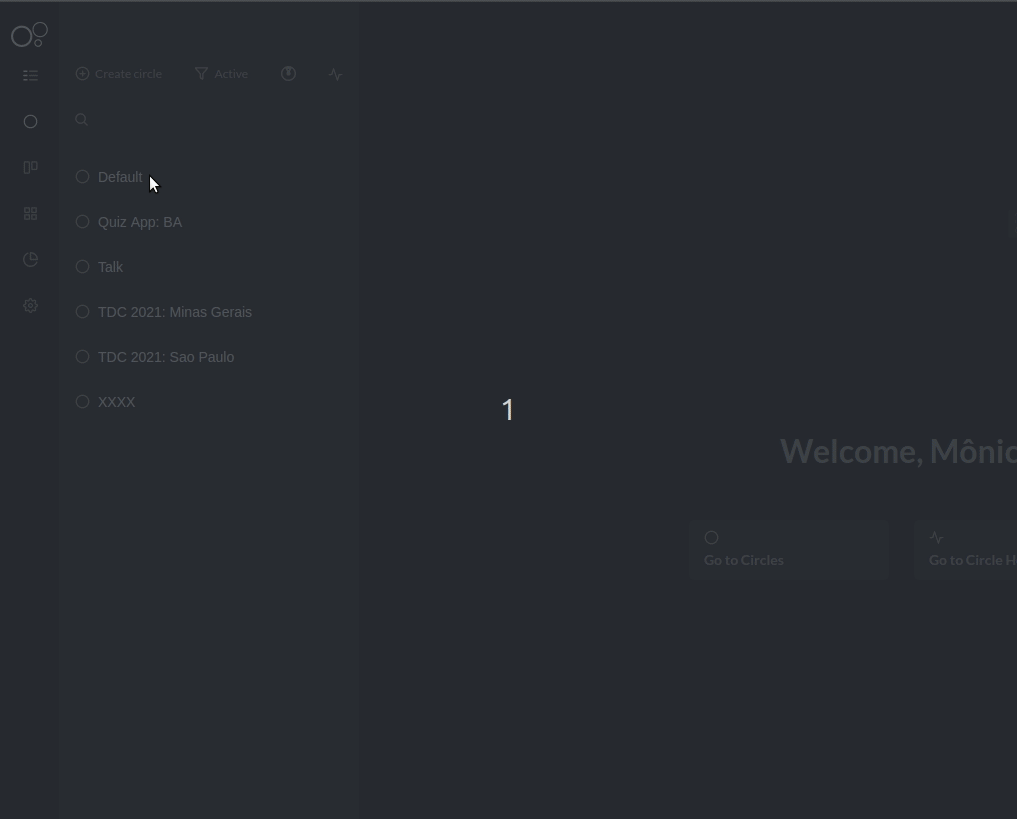 Create circle Active
Default
Quiz App: BA
Talk
TDC 2021: Minas Gerais
TDC 2021: Sao Paulo
XXXX
1
Welcome, Mônic
Go to Circles
Go to Circle H